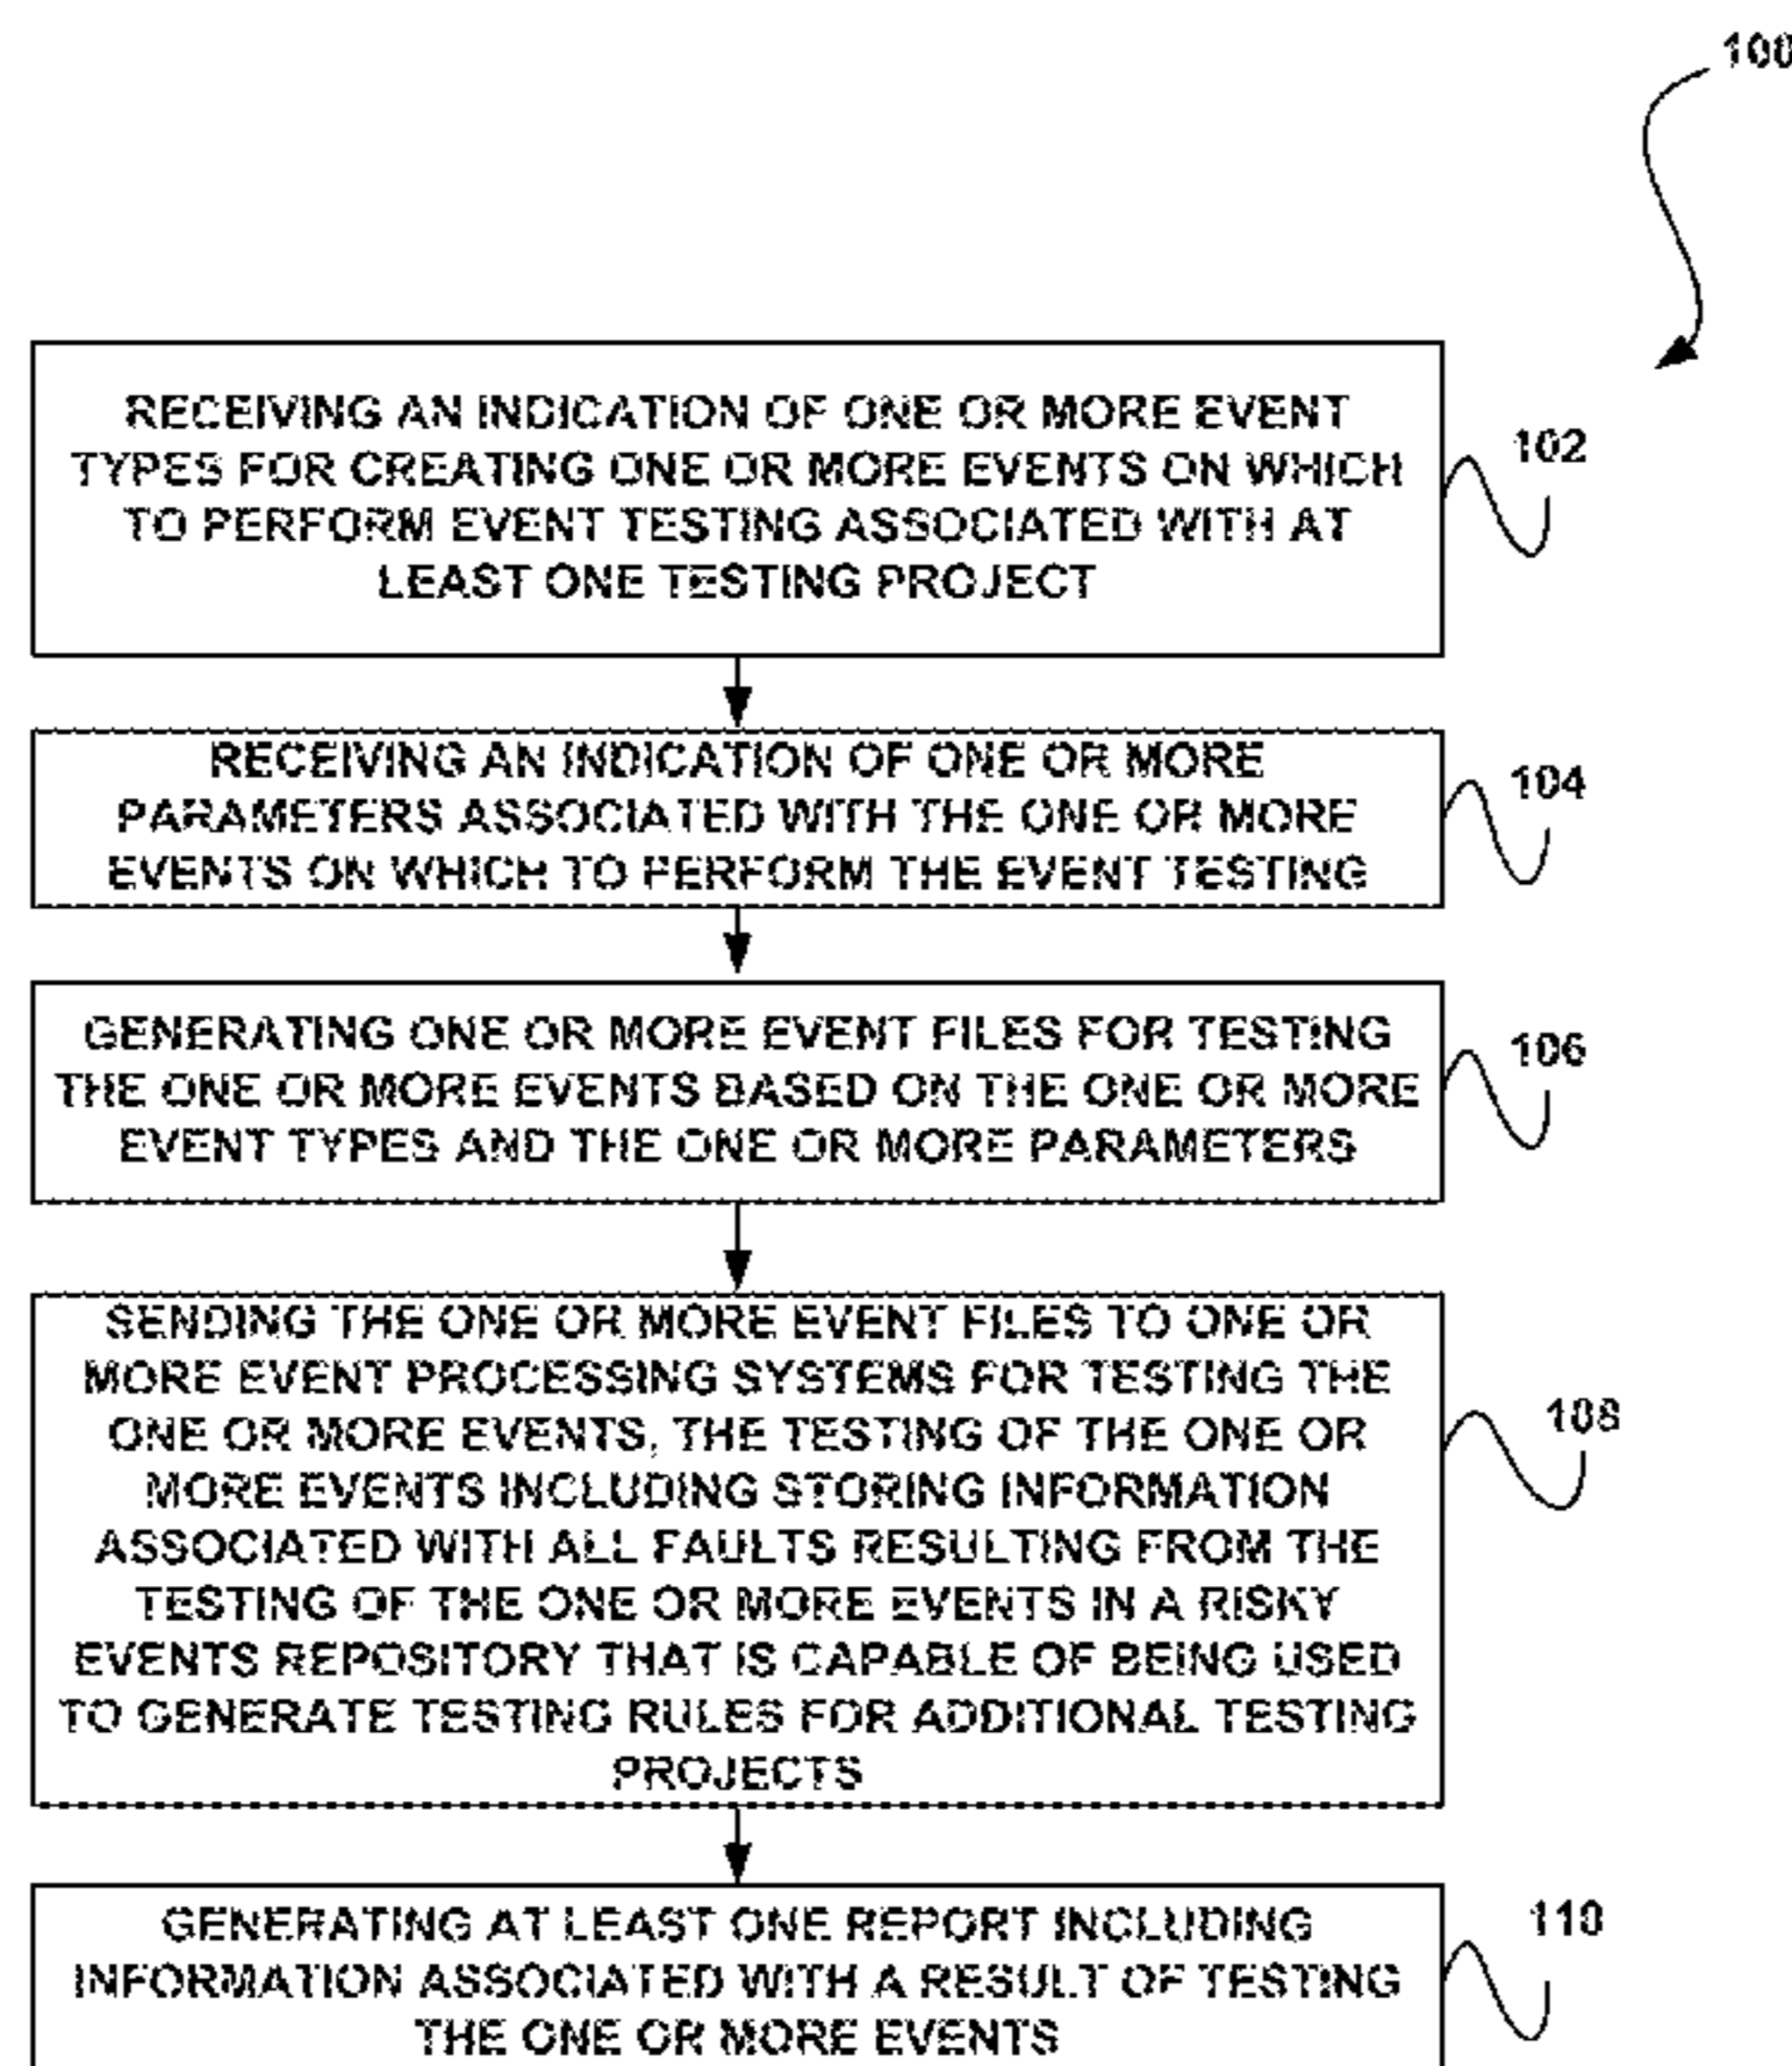 100
RECEIVING AN INDICATION OF ONE OR MORE EVENT
TYPES FOR CREATING ONE OR MORE EVENTS ON WHICH
TO PERFORM EVENT TESTING ASSOCIATED WITH AT
LEAST ONE TESTING PROJECT
102
RECEIVING AN INDICATION OF ONE OR MORE
PARAMETERS ASSOCIATED WITH THE ONE OR MORE
EVENTS ON WHICH TO PERFORM THE EVENT TESTING
104
GENERATING ONE OR MORE EVENT FILES FOR TESTING
THE ONE OR MORE EVENTS BASED ON THE ONE OR MORE
EVENT TYPES AND THE ONE OR MORE PARAMETERS
106
SENDING THE ONE OR MORE EVENT FILES TO ONE OR
MORE EVENT PROCESSING SYSTEMS FOR TESTING THE
ONE OR MORE EVENTS, THE TESTING OF THE ONE OR
MORE EVENTS INCLUDING STORING INFORMATION
ASSOCIATED WITH ALL FAULTS RESULTING FROM THE
TESTING OF THE ONE OR MORE EVENTS IN A RISKY
EVENTS REPOSITORY THAT IS CAPABLE OF BEING USED
TO GENERATE TESTING RULES FOR ADDITIONAL TESTING
PROJECTS
108
GENERATING AT LEAST ONE REPORT INCLUDING
INFORMATION ASSOCIATED WITH A RESULT OF TESTING
THE ONE OR MORE EVENTS
110